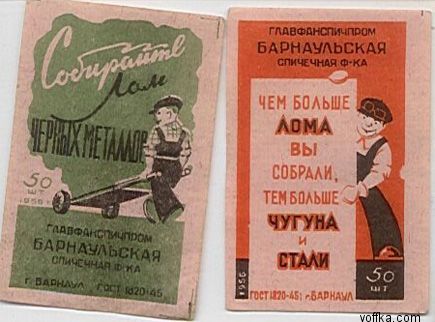 Собирайте
Лом
ЧЕРНЫХ МЕТАЛЛОВ
50
ШТ
1956
ГЛАВФАНСПИЧПРОМ
БАРНАУЛЬСКАЯ
СПИЧЕЧНАЯ Ф-КА
Г. БАРНАУЛ ГОСТ 1820-45
ГЛАВФАНСПИЧПРОМ
БАРНАУЛЬСКАЯ
СПИЧЕЧНАЯ Ф-КА
ЧЕМ БОЛЬШЕ
ЛОМА
ВЫ
СОБРАЛИ,
ТЕМ БОЛЬШЕ
ЧУГУНА
И
СТАЛИ
1956
50
ШТ
ГОСТ 1820-45; г. БАРНАУЛ
voffka.com